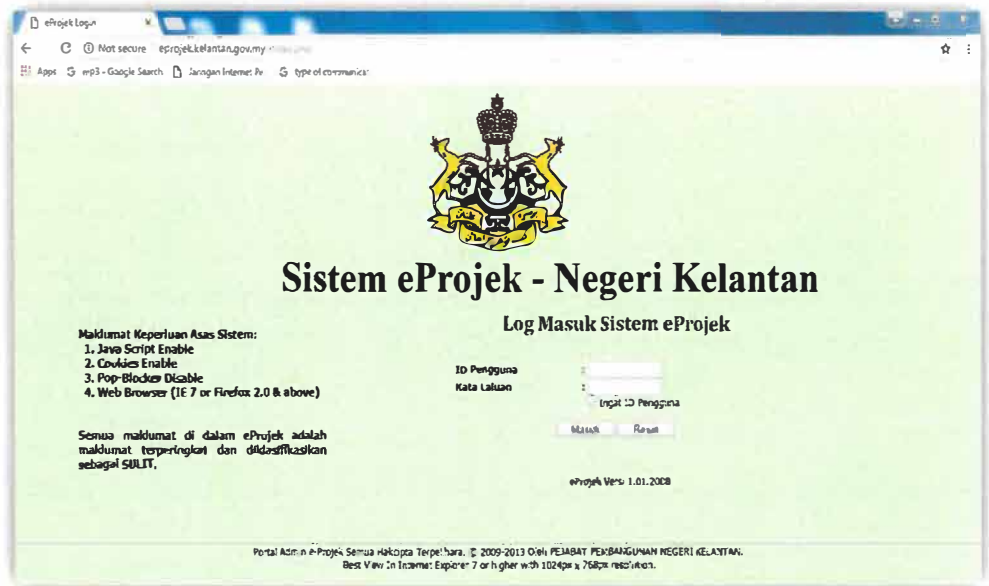 eProjek Login
Not secure eprojek.kelantan.gov.my
Apps mp3 - Google Search Jaringan Internet Pe type of communicat
Sistem eProjek - Negeri Kelantan
Log Masuk Sistem eProjek
Maklumat Keperluan Asas Sistem:
1. Java Script Enable
2. Cookies Enable
3. Pop-Blocker Disable
4. Web Browser (IE 7 or Firefox 2.0 & above)
ID Pengguna :
Kata Laluan :
Ingat ID Pengguna
Masuk Reset
Semua maklumat di dalam eProjek adalah
maklumat terperingkat dan diklasifikasikan
sebagai SULIT.
eProjek Versi 1.01.2008
Portal Admin e-Projek Semua Hakcipta Terpelihara. © 2009-2013 Oleh PEJABAT PEMBANGUNAN NEGERI KELANTAN.
Best View In Internet Explorer 7 or higher with 1024px x 768px resolution.